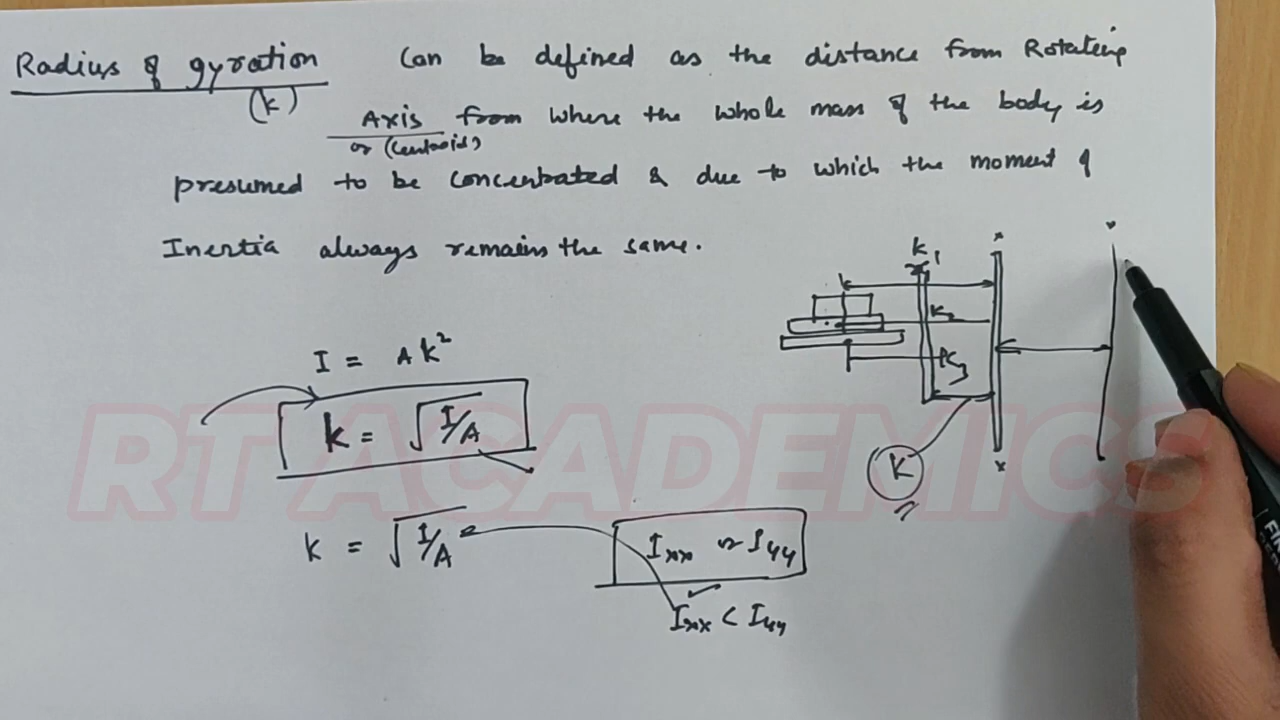 Radius of gyration can be defined as the distance from Rotating
(k)
Axis from where the whole mass of the body is
or (Centroid)
presumed to be concentrated & due to which the moment of
Inertia always remains the same.
I = Ak²
k = √I/A
k = √I/A
Ixx or Iyy
Ixx < Iyy
k1
k2
k3
K
x
x
RT ACADEMICS